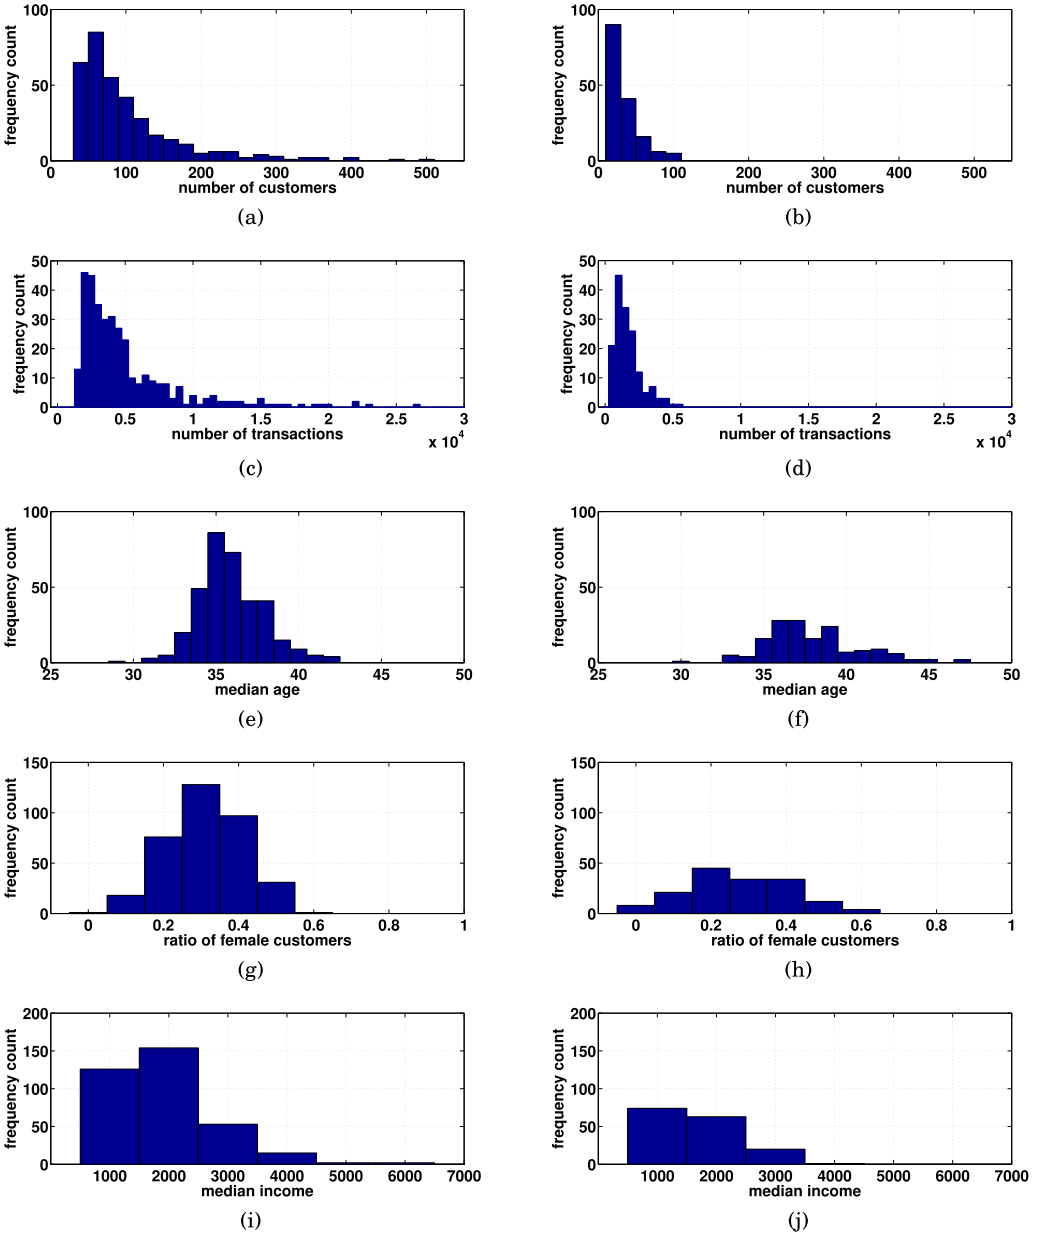 frequency count
100
50
0
0 100 200 300 400 500
number of customers
(a)
frequency count
100
50
0
0 100 200 300 400 500
number of customers
(b)
frequency count
50
40
30
20
10
0
0 0.5 1 1.5 2 2.5 3
number of transactions
x 10^4
(c)
frequency count
50
40
30
20
10
0
0 0.5 1 1.5 2 2.5 3
number of transactions
x 10^4
(d)
frequency count
100
50
0
25 30 35 40 45 50
median age
(e)
frequency count
100
50
0
25 30 35 40 45 50
median age
(f)
frequency count
150
100
50
0
0 0.2 0.4 0.6 0.8 1
ratio of female customers
(g)
frequency count
150
100
50
0
0 0.2 0.4 0.6 0.8 1
ratio of female customers
(h)
frequency count
200
150
100
50
0
1000 2000 3000 4000 5000 6000 7000
median income
(i)
frequency count
200
150
100
50
0
1000 2000 3000 4000 5000 6000 7000
median income
(j)